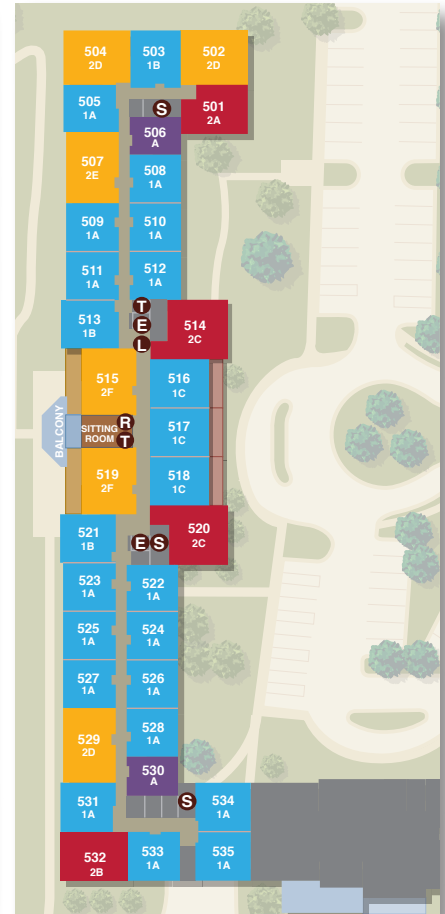 504
2D
503
1B
502
2D
505
1A
S
501
2A
506
A
507
2E
508
1A
509
1A
510
1A
511
1A
512
1A
513
1B
T
E
L
514
2C
515
2F
516
1C
BALCONY
SITTING
ROOM
R
T
517
1C
519
2F
518
1C
521
1B
E
S
520
2C
523
1A
522
1A
525
1A
524
1A
527
1A
526
1A
529
2D
528
1A
530
A
531
1A
S
534
1A
532
2B
533
1A
535
1A